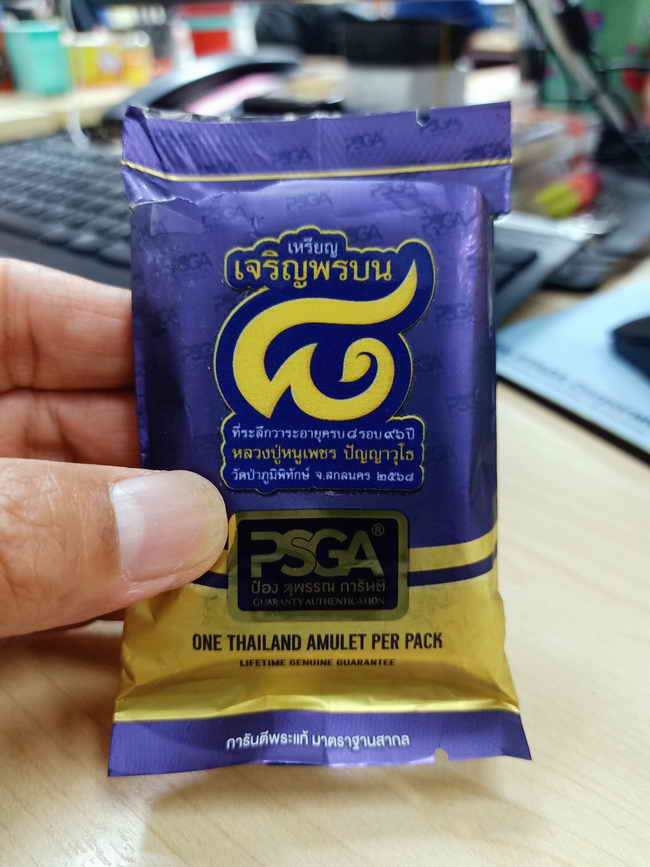 เหรียญ
เจริญพรบน
๘
ที่ระลึกวาระอายุครบ ๘ รอบ ๙๖ ปี
หลวงปู่หนูเพชร ปัญญาวุโธ
วัดป่าภูมิพิทักษ์ จ.สกลนคร ๒๕๖๘
PSGA®
ป๋อง สุพรรณ การันตี
GUARANTY AUTHENTICATION
ONE THAILAND AMULET PER PACK
LIFETIME GENUINE GUARANTEE
การันตีพระแท้ มาตราฐานสากล